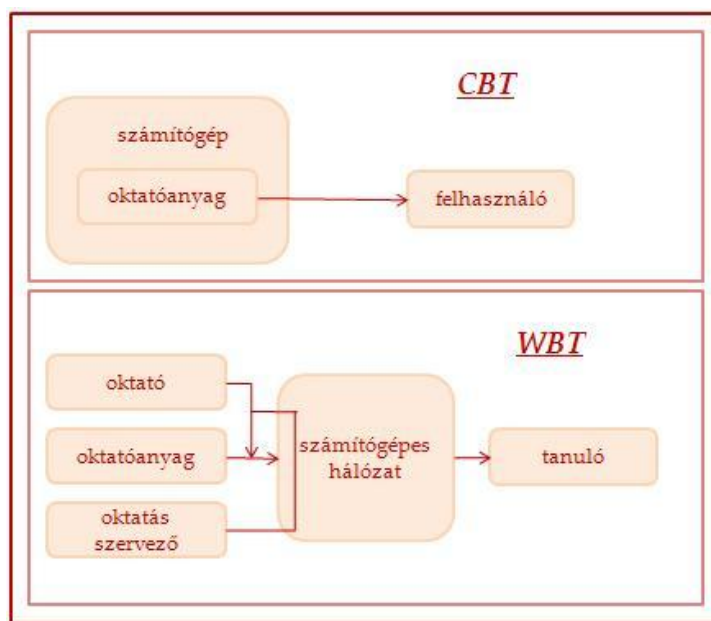 CBT
számítógép
oktatóanyag
felhasználó
WBT
oktató
oktatóanyag
oktatás
szervező
számítógépes
hálózat
tanuló